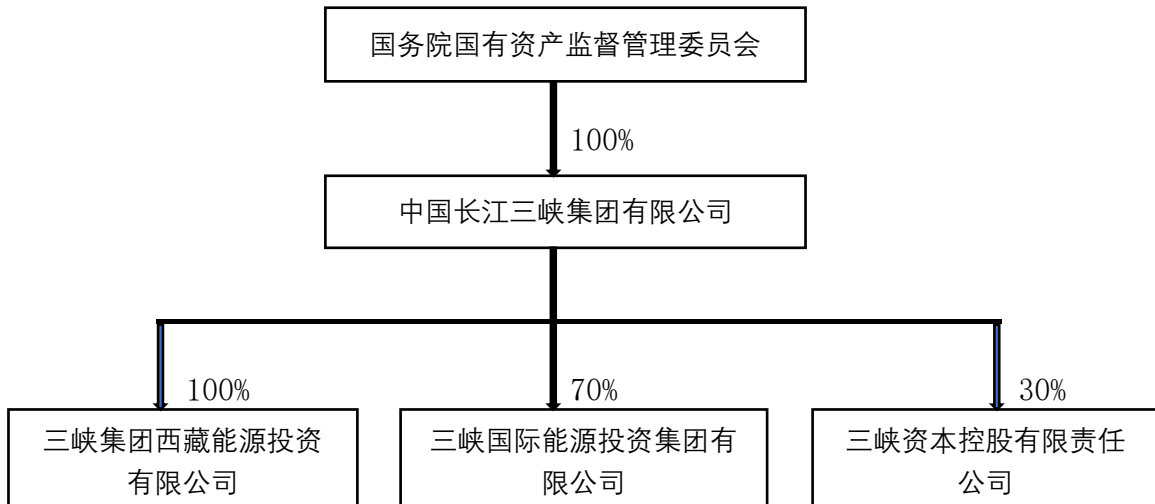 国务院国有资产监督管理委员会
100%
中国长江三峡集团有限公司
100%
70%
30%
三峡集团西藏能源投资
有限公司
三峡国际能源投资集团有
限公司
三峡资本控股有限责任
公司